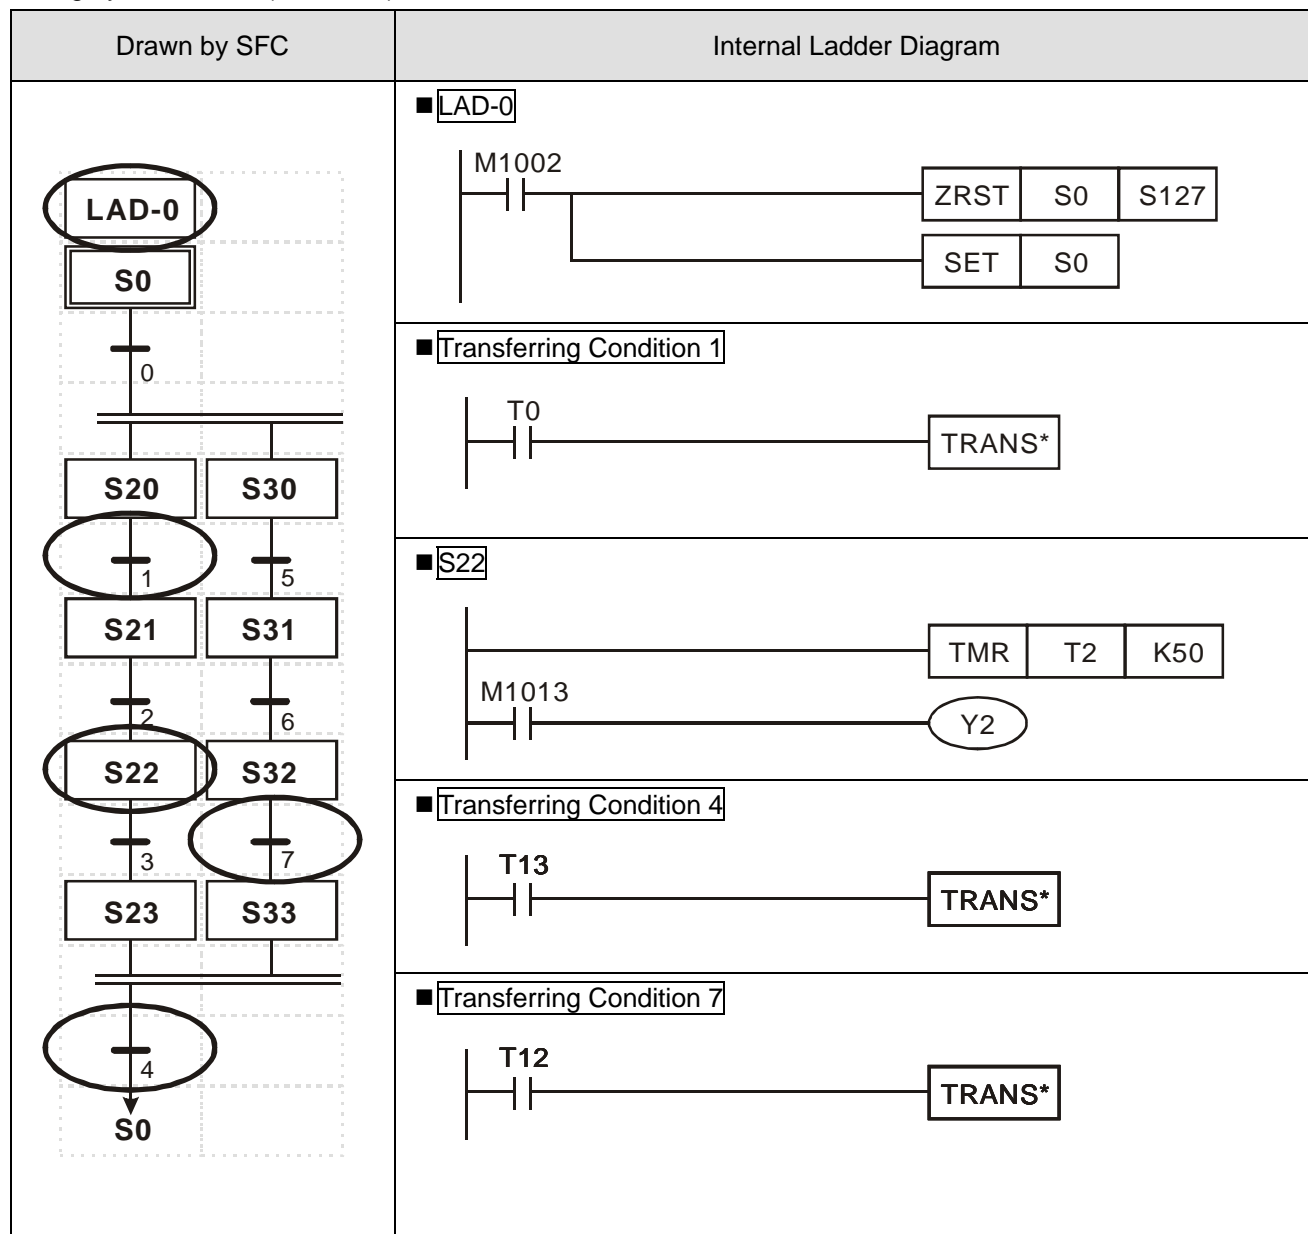 Drawn by SFC
Internal Ladder Diagram
LAD-0
S0
0
S20 S30
1 5
S21 S31
2 6
S22 S32
3 7
S23 S33
4
S0
■ LAD-0
M1002
ZRST S0 S127
SET S0
■ Transferring Condition 1
T0
TRANS*
■ S22
TMR T2 K50
M1013
Y2
■ Transferring Condition 4
T13
TRANS*
■ Transferring Condition 7
T12
TRANS*